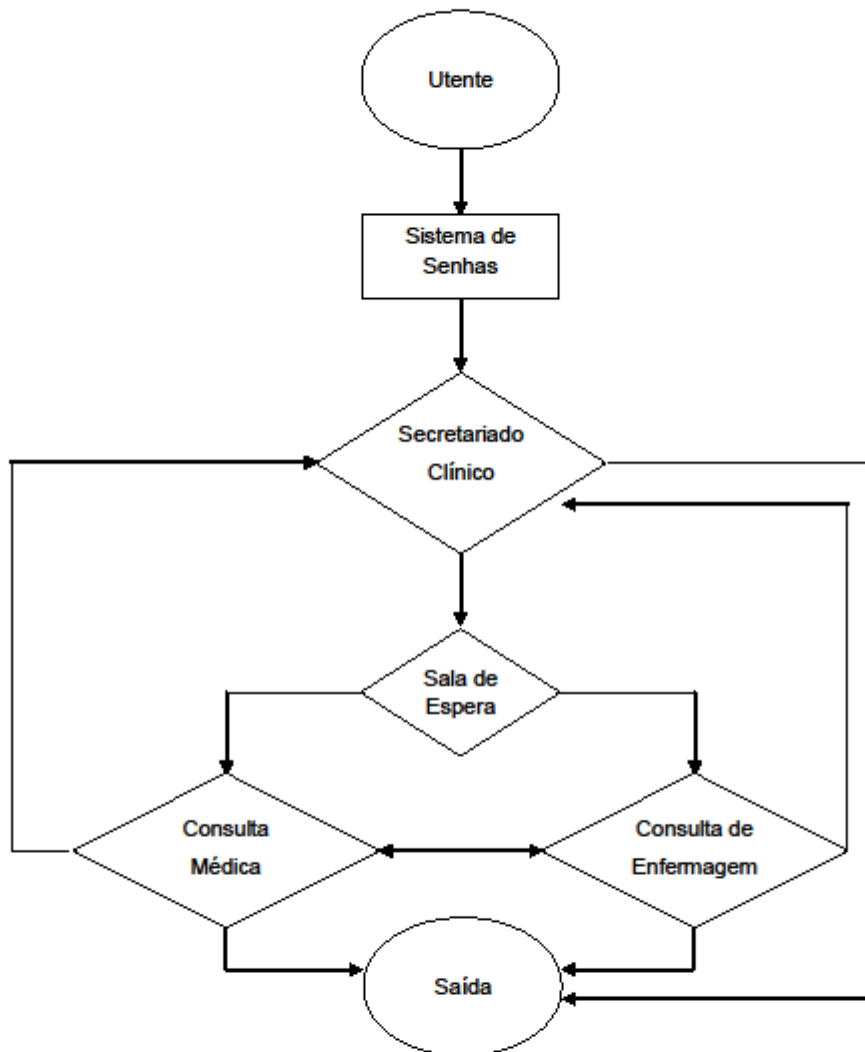 Utente
Sistema de
Senhas
Secretariado
Clínico
Sala de
Espera
Consulta
Médica
Consulta de
Enfermagem
Saída